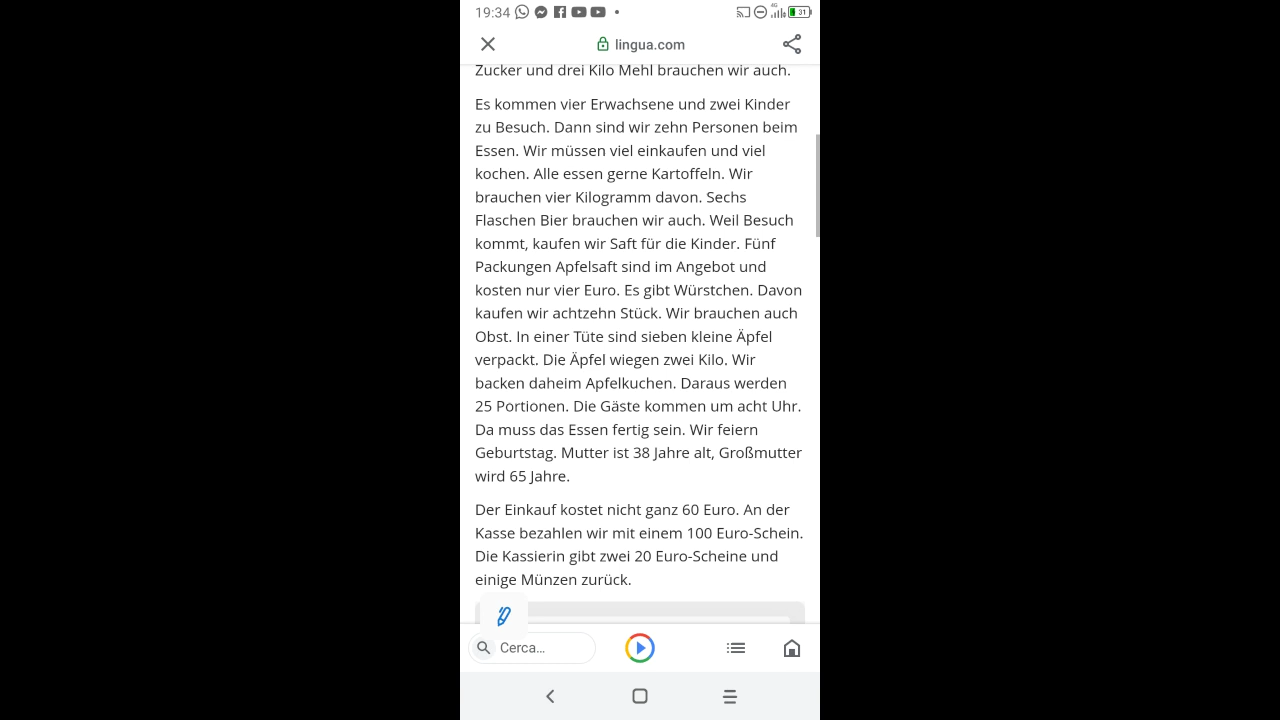 19:34
4G
31
lingua.com
Zucker und drei Kilo Mehl brauchen wir auch.
Es kommen vier Erwachsene und zwei Kinder
zu Besuch. Dann sind wir zehn Personen beim
Essen. Wir müssen viel einkaufen und viel
kochen. Alle essen gerne Kartoffeln. Wir
brauchen vier Kilogramm davon. Sechs
Flaschen Bier brauchen wir auch. Weil Besuch
kommt, kaufen wir Saft für die Kinder. Fünf
Packungen Apfelsaft sind im Angebot und
kosten nur vier Euro. Es gibt Würstchen. Davon
kaufen wir achtzehn Stück. Wir brauchen auch
Obst. In einer Tüte sind sieben kleine Äpfel
verpackt. Die Äpfel wiegen zwei Kilo. Wir
backen daheim Apfelkuchen. Daraus werden
25 Portionen. Die Gäste kommen um acht Uhr.
Da muss das Essen fertig sein. Wir feiern
Geburtstag. Mutter ist 38 Jahre alt, Großmutter
wird 65 Jahre.
Der Einkauf kostet nicht ganz 60 Euro. An der
Kasse bezahlen wir mit einem 100 Euro-Schein.
Die Kassierin gibt zwei 20 Euro-Scheine und
einige Münzen zurück.
Cerca...